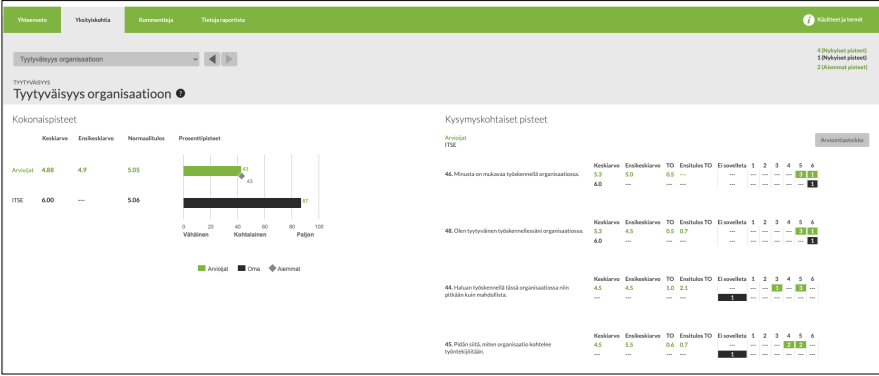 Yhteenveto Yksityiskohtia Kommentteja Tietoja raportista i Käsitteet ja termit
Tyytyväisyys organisaatioon
4 (Nykyiset pisteet)
1 (Nykyiset pisteet)
2 (Aiemmat pisteet)
TYYTYVÄISYYS
Tyytyväisyys organisaatioon ?
Kokonaispisteet
Keskiarvo Ensikeskiarvo Normaalitulos Prosenttipisteet
Arvioijat 4.88 4.9 5.05 43
43
ITSE 6.00 --- 5.06 87
0 20 40 60 80 100
Vähäinen Kohtalainen Paljon
Arvioijat Oma Aiemmat
Kysymyskohtaiset pisteet
Arvioijat
ITSE
Arviointiasteikko
Keskiarvo Ensikeskiarvo TO Ensitulos TO Ei sovelleta 1 2 3 4 5 6
46. Minusta on mukavaa työskennellä organisaatiossa. 5.3 5.0 0.5 --- --- --- --- --- --- 3 1
6.0 --- --- --- --- --- --- --- --- --- 1
Keskiarvo Ensikeskiarvo TO Ensitulos TO Ei sovelleta 1 2 3 4 5 6
48. Olen tyytyväinen työskennellessäni organisaatiossa. 5.3 4.5 0.5 0.7 --- --- --- --- --- 3 1
6.0 --- --- --- --- --- --- --- --- --- 1
Keskiarvo Ensikeskiarvo TO Ensitulos TO Ei sovelleta 1 2 3 4 5 6
44. Haluan työskennellä tässä organisaatiossa niin 4.5 4.5 1.0 2.1 --- --- --- 1 --- 3 ---
pitkään kuin mahdollista. --- --- --- --- 1 --- --- --- --- --- ---
Keskiarvo Ensikeskiarvo TO Ensitulos TO Ei sovelleta 1 2 3 4 5 6
45. Pidän siitä, miten organisaatio kohtelee 4.5 5.5 0.6 0.7 --- --- --- --- 2 2 ---
työntekijöitään. --- --- --- --- 1 --- --- --- --- --- ---